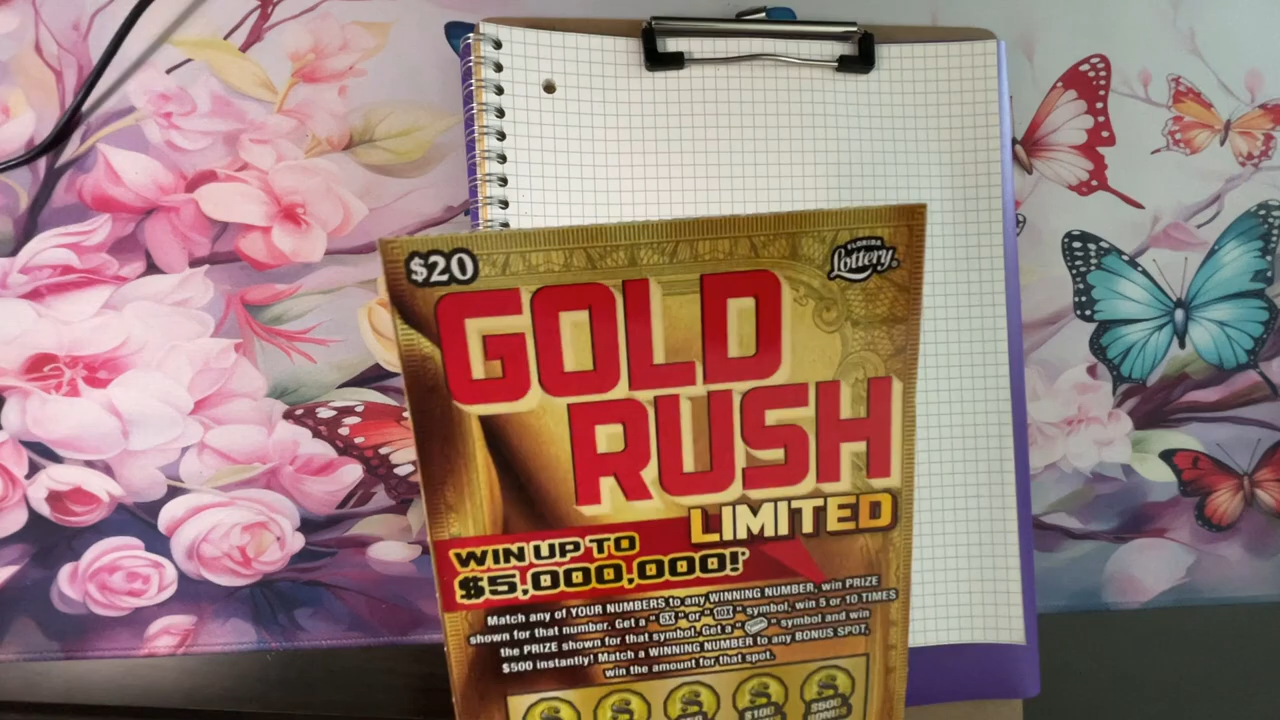 $20
FLORIDA
Lottery
GOLD
RUSH
LIMITED
WIN UP TO
$5,000,000!*
Match any of YOUR NUMBERS to any WINNING NUMBER, win PRIZE
shown for that number. Get a "5X" or "10X" symbol, win 5 or 10 TIMES
the PRIZE shown for that symbol. Get a " " symbol and win
$500 instantly! Match a WINNING NUMBER to any BONUS SPOT,
win the amount for that spot.
$100 $500
BONUS